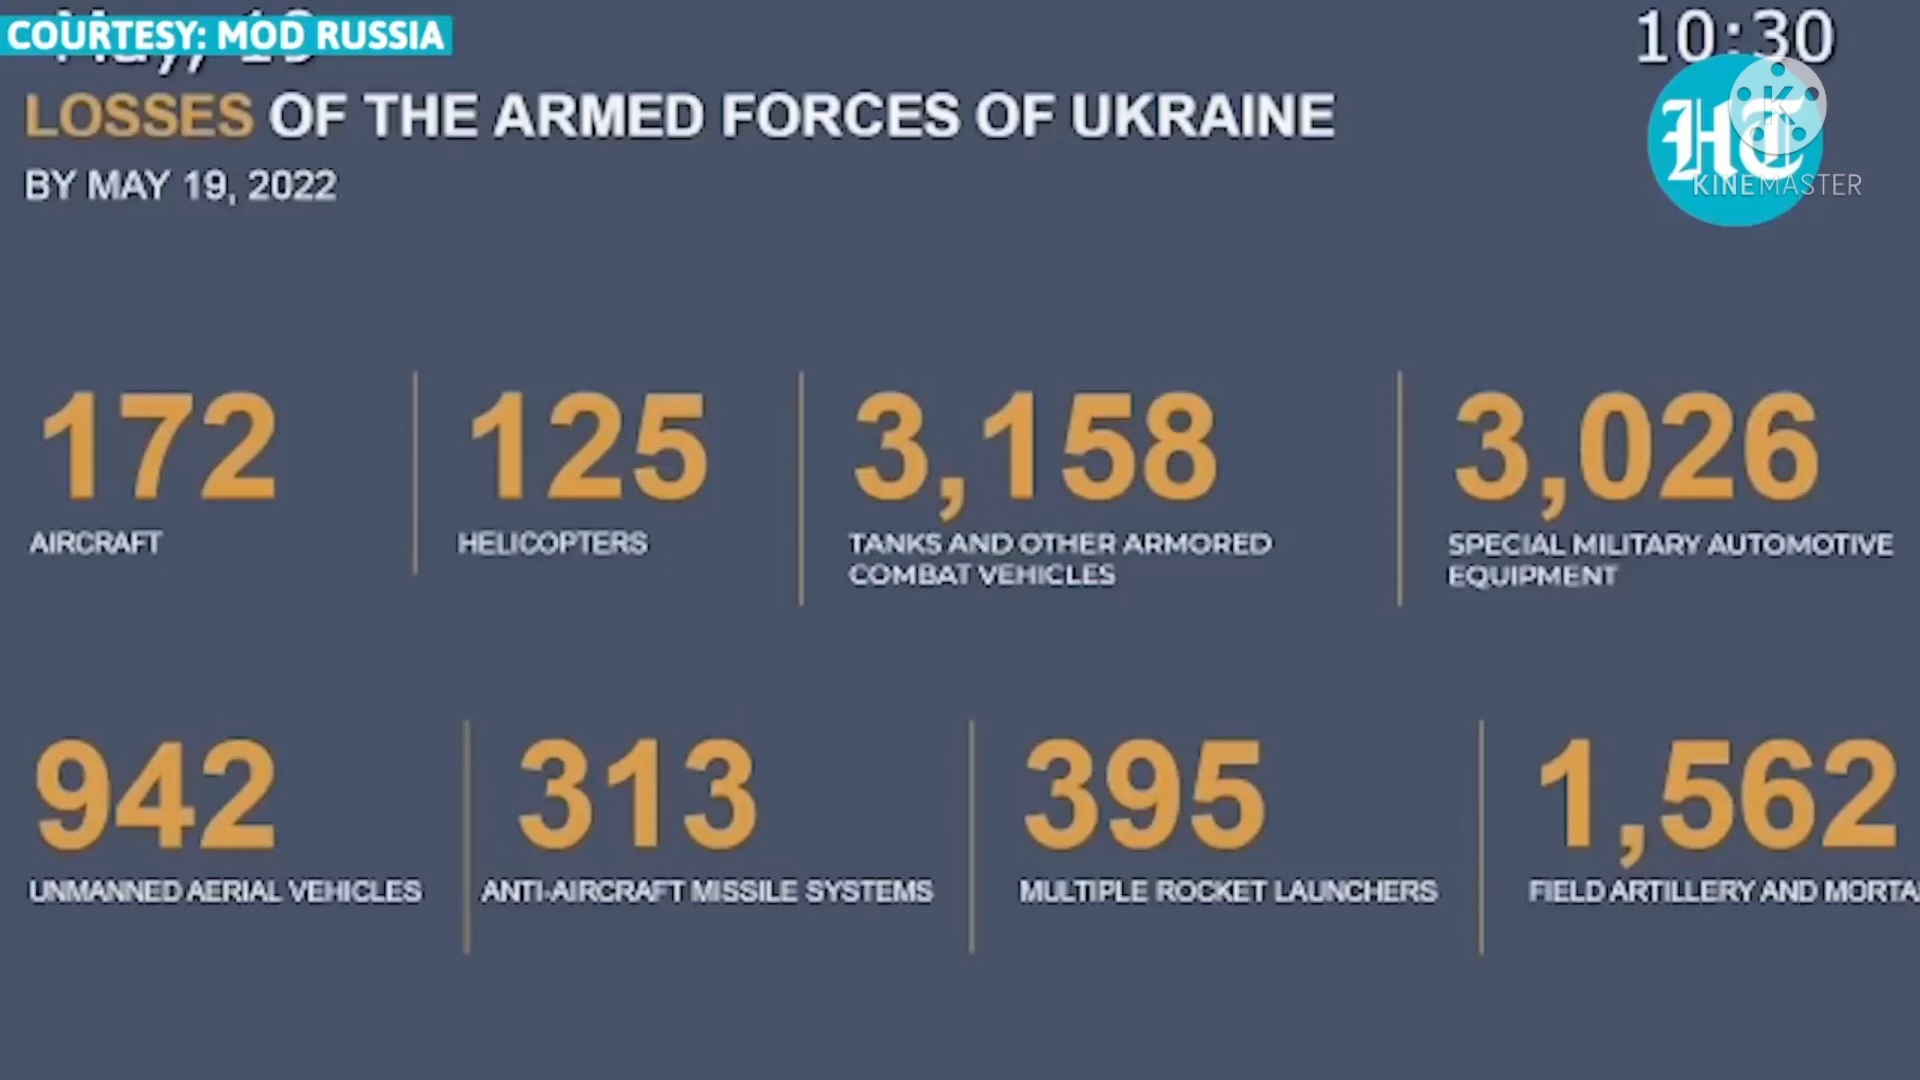 COURTESY: MOD RUSSIA
10:30
LOSSES OF THE ARMED FORCES OF UKRAINE
BY MAY 19, 2022
HT
KINEMASTER
172
125
3,158
3,026
AIRCRAFT
HELICOPTERS
TANKS AND OTHER ARMORED
COMBAT VEHICLES
SPECIAL MILITARY AUTOMOTIVE
EQUIPMENT
942
313
395
1,562
UNMANNED AERIAL VEHICLES
ANTI-AIRCRAFT MISSILE SYSTEMS
MULTIPLE ROCKET LAUNCHERS
FIELD ARTILLERY AND MORTA